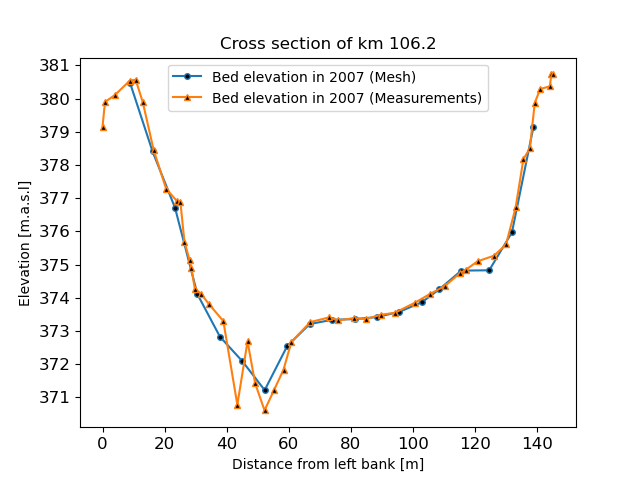 Cross section of km 106.2
Bed elevation in 2007 (Mesh)
Bed elevation in 2007 (Measurements)
Elevation [m.a.s.l]
381
380
379
378
377
376
375
374
373
372
371
0 20 40 60 80 100 120 140
Distance from left bank [m]